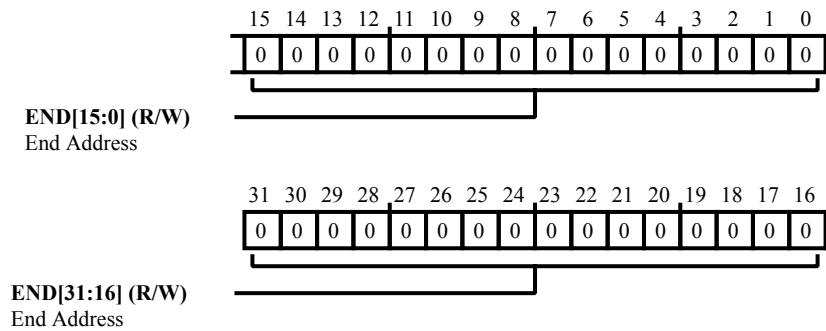 15 14 13 12 11 10 9 8 7 6 5 4 3 2 1 0
0 0 0 0 0 0 0 0 0 0 0 0 0 0 0 0
END[15:0] (R/W)
End Address
31 30 29 28 27 26 25 24 23 22 21 20 19 18 17 16
0 0 0 0 0 0 0 0 0 0 0 0 0 0 0 0
END[31:16] (R/W)
End Address